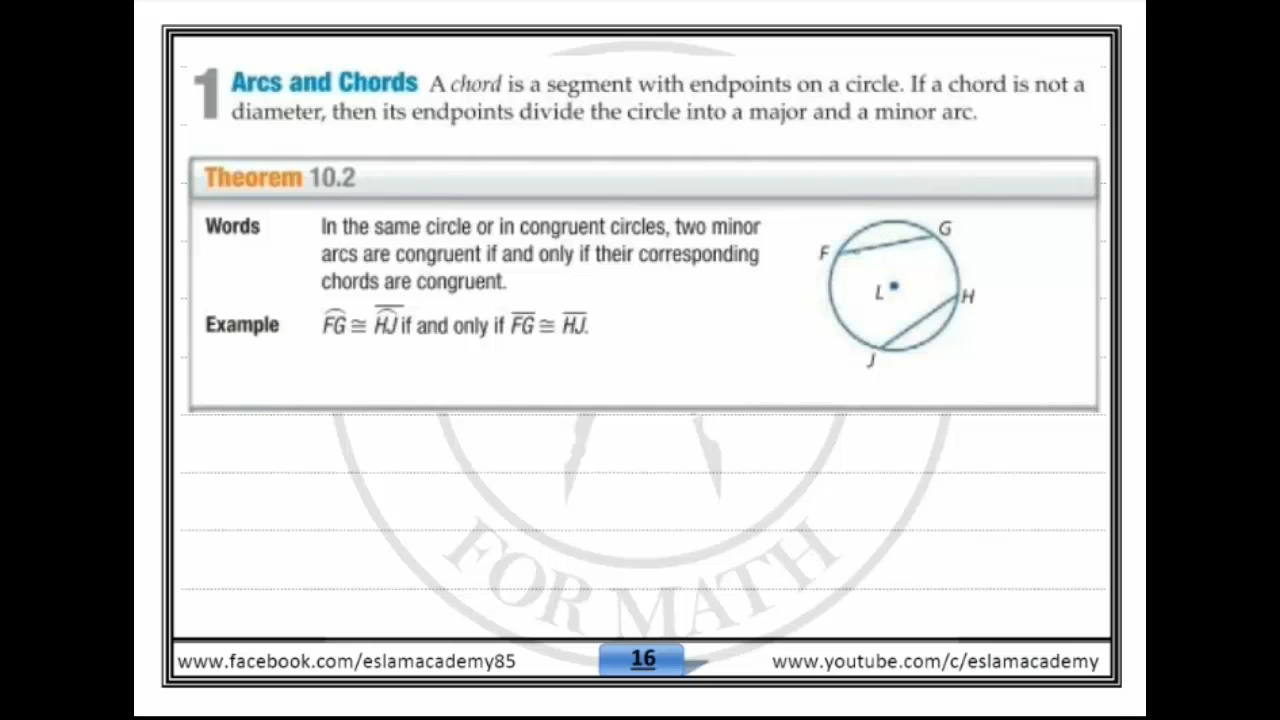 1 Arcs and Chords A chord is a segment with endpoints on a circle. If a chord is not a
diameter, then its endpoints divide the circle into a major and a minor arc.
Theorem 10.2
Words In the same circle or in congruent circles, two minor
arcs are congruent if and only if their corresponding
chords are congruent.
Example FG ≅ HJ if and only if FG ≅ HJ.
G
F
L
H
J
FOR MATH
www.facebook.com/eslamacademy85 16 www.youtube.com/c/eslamacademy